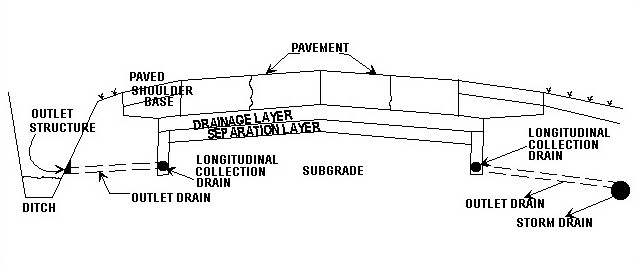 PAVEMENT
PAVED
SHOULDER
BASE
OUTLET
STRUCTURE
DRAINAGE LAYER
SEPARATION LAYER
LONGITUDINAL
COLLECTION
DRAIN
LONGITUDINAL
COLLECTION
DRAIN
SUBGRADE
OUTLET DRAIN
DITCH
OUTLET DRAIN
STORM DRAIN